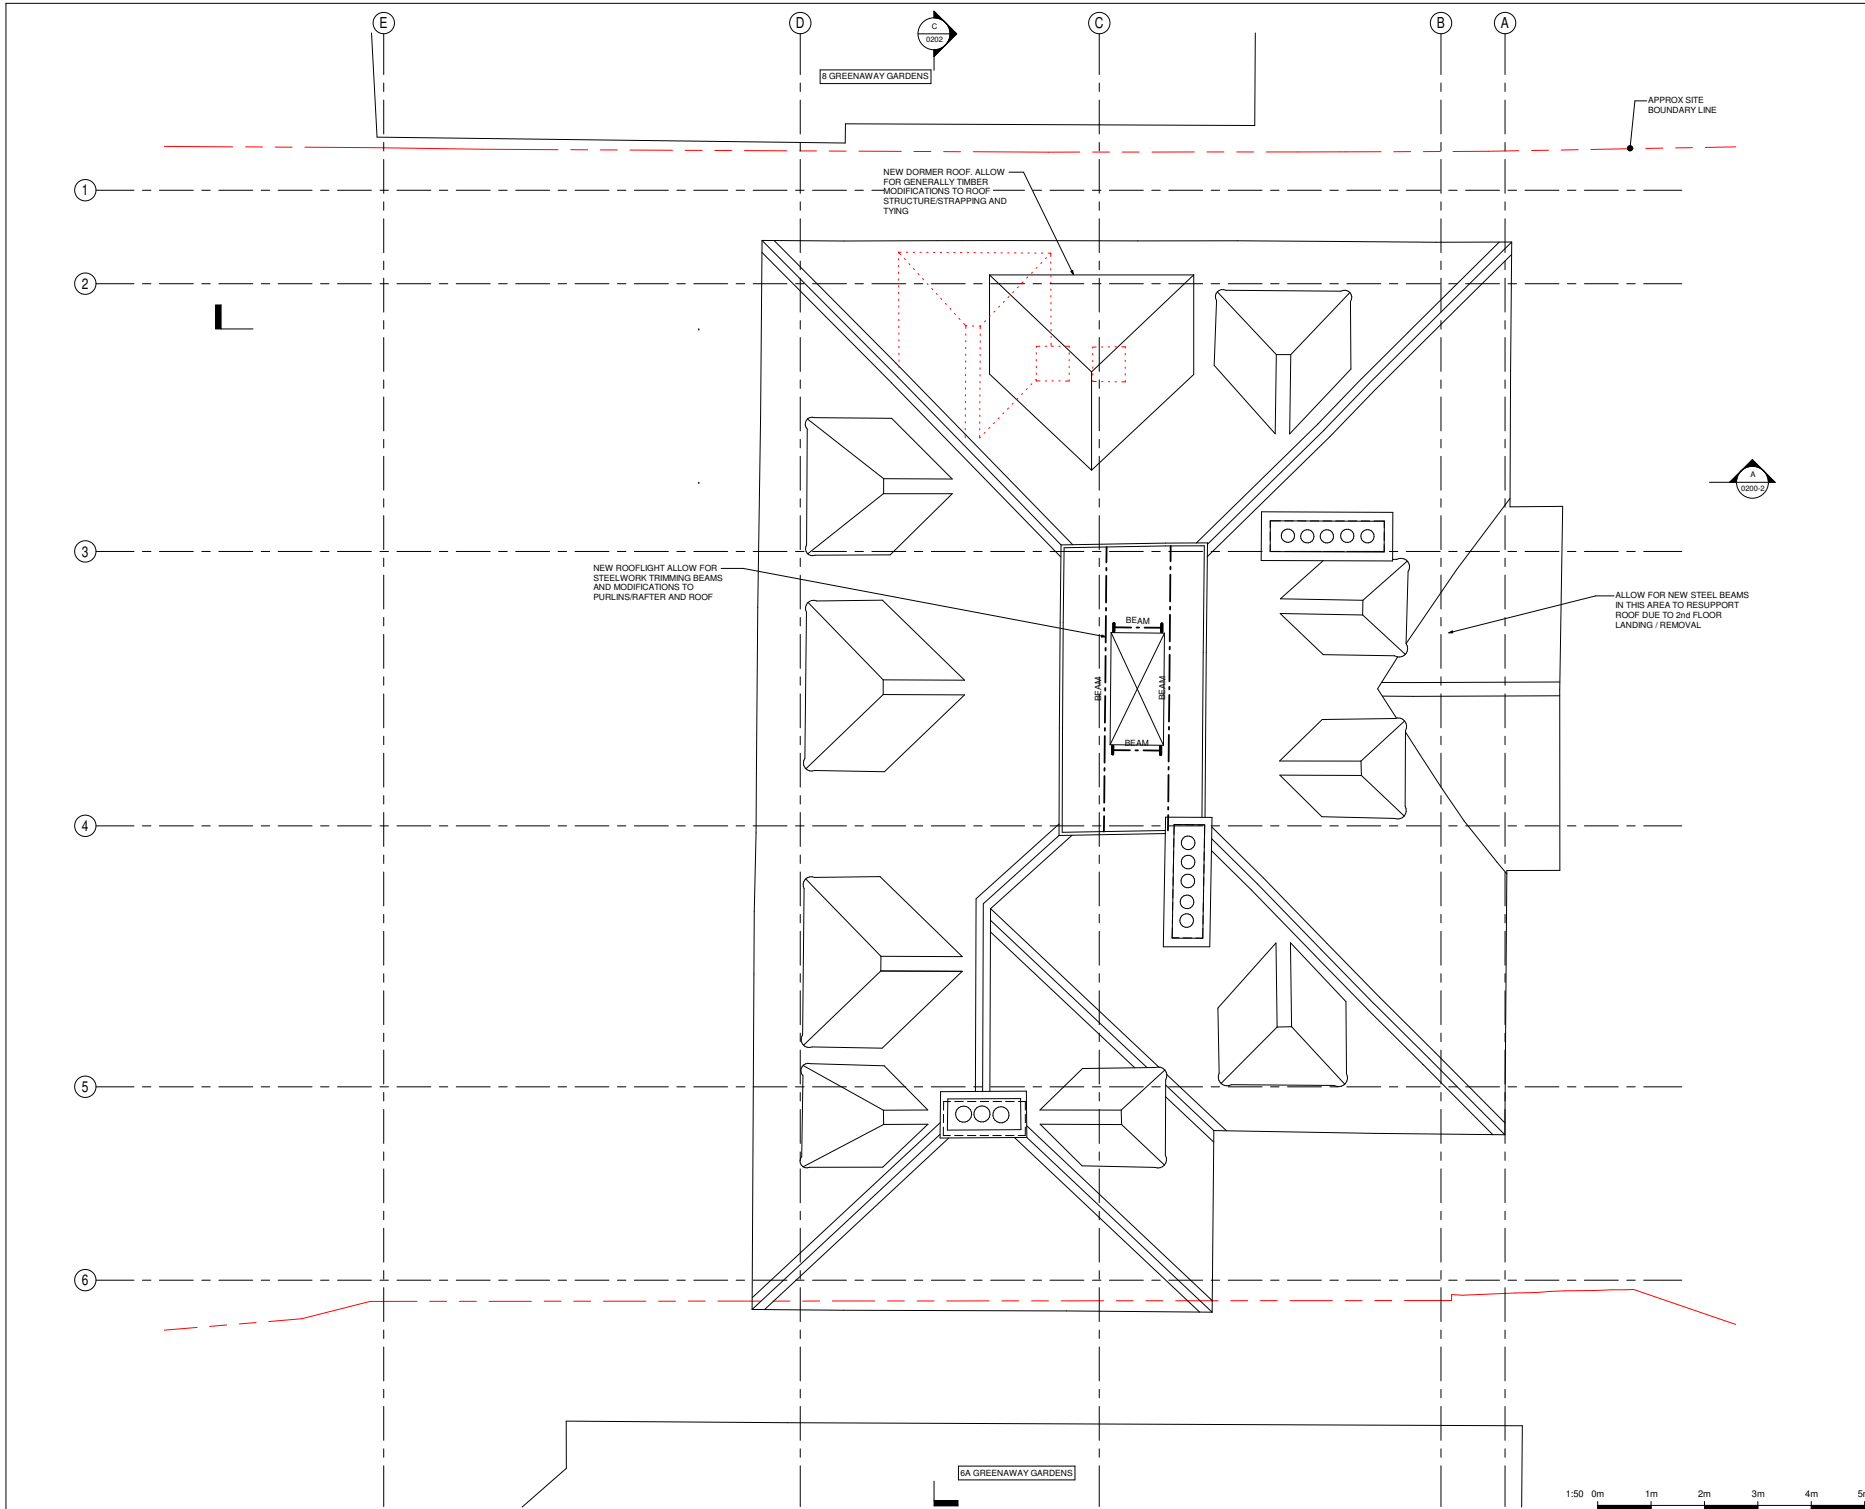 E
D
C
B
A
C
0202
8 GREENAWAY GARDENS
APPROX SITE
BOUNDARY LINE
1
NEW DORMER ROOF. ALLOW
FOR GENERALLY TIMBER
MODIFICATIONS TO ROOF
STRUCTURE/STRAPPING AND
TYING
2
A
0200-2
3
NEW ROOFLIGHT ALLOW FOR
STEELWORK TRIMMING BEAMS
AND MODIFICATIONS TO
PURLINS/RAFTER AND ROOF
ALLOW FOR NEW STEEL BEAMS
IN THIS AREA TO RESUPPORT
ROOF DUE TO 2nd FLOOR
LANDING / REMOVAL
BEAM
BEAM
BEAM
BEAM
4
5
6
6A GREENAWAY GARDENS
1:50 0m 1m 2m 3m 4m 5m